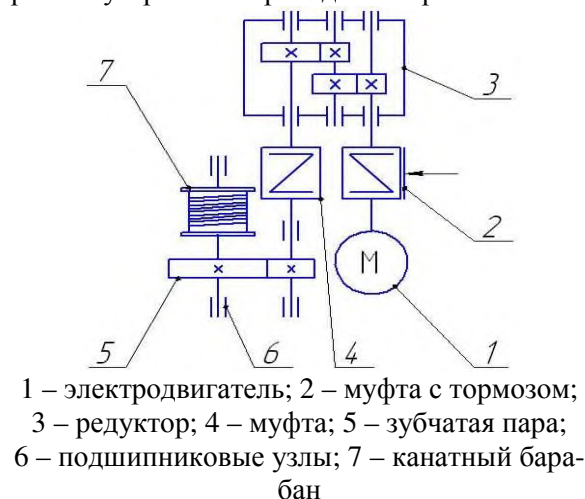 7
3
2
M
5
6
4
1
1 – электродвигатель; 2 – муфта с тормозом;
3 – редуктор; 4 – муфта; 5 – зубчатая пара;
6 – подшипниковые узлы; 7 – канатный бара-
бан